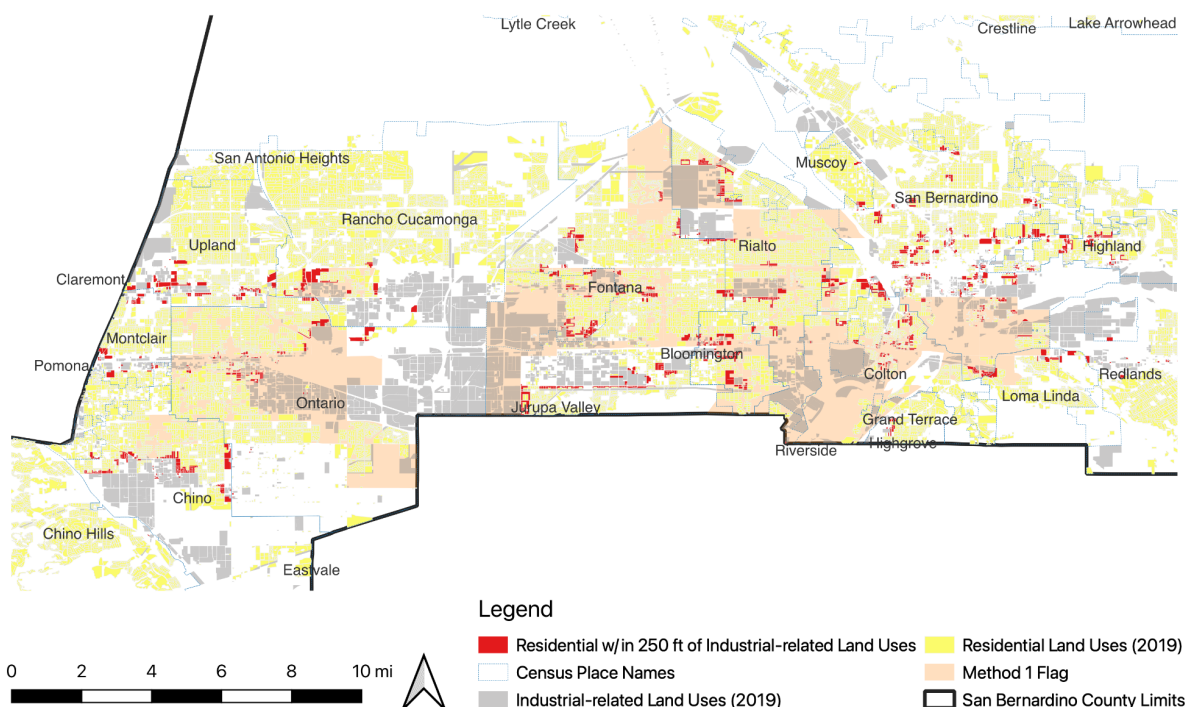 Lytle Creek
Crestline
Lake Arrowhead
San Antonio Heights
Muscoy
San Bernardino
Rancho Cucamonga
Upland
Rialto
Highland
Claremont
Fontana
Montclair
Bloomington
Pomona
Colton
Redlands
Ontario
Jurupa Valley
Loma Linda
Grand Terrace
Highgrove
Riverside
Chino
Chino Hills
Eastvale
Legend
Residential w/in 250 ft of Industrial-related Land Uses
Residential Land Uses (2019)
Census Place Names
Method 1 Flag
Industrial-related Land Uses (2019)
San Bernardino County Limits
0 2 4 6 8 10 mi